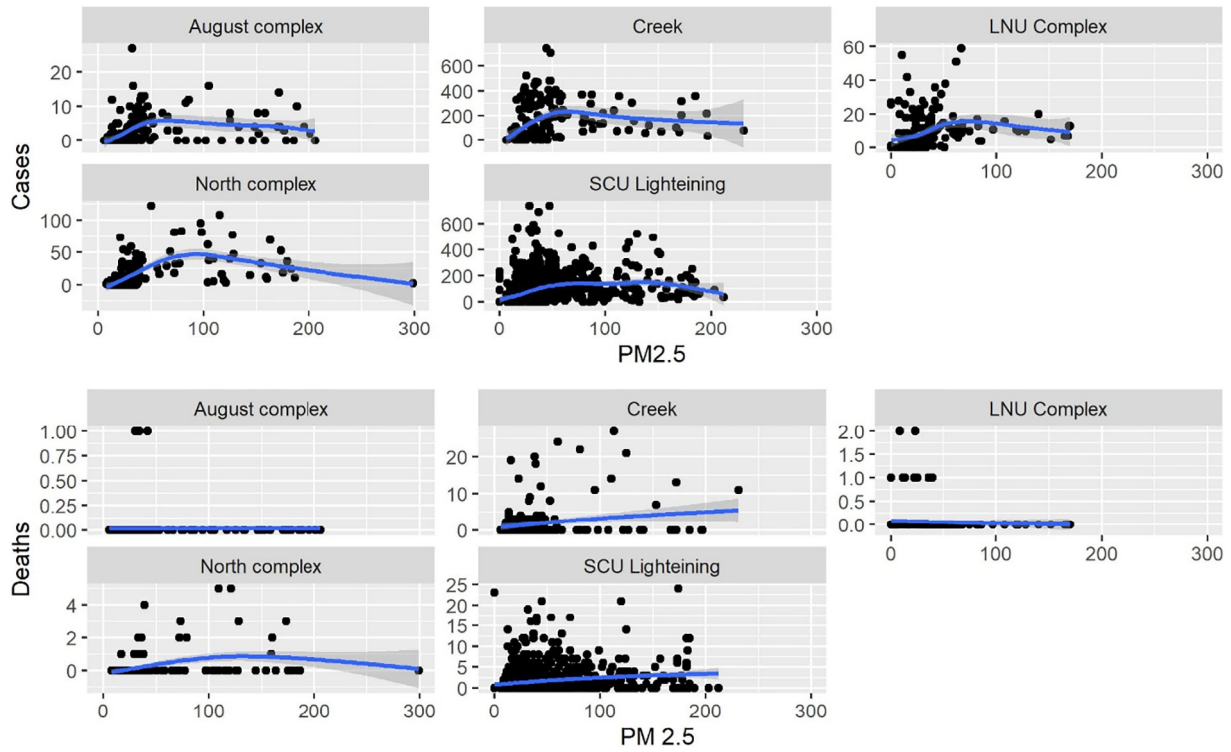 August complex
Creek
LNU Complex
20
10
0
600
400
200
0
60
40
20
0
0 100 200 300
Cases
North complex
SCU Lighteining
100
50
0
600
400
200
0
0 100 200 300
0 100 200 300
PM2.5
August complex
Creek
LNU Complex
1.00
0.75
0.50
0.25
0.00
20
10
0
2.0
1.5
1.0
0.5
0.0
0 100 200 300
Deaths
North complex
SCU Lighteining
4
2
0
25
20
15
10
5
0
0 100 200 300
0 100 200 300
PM 2.5